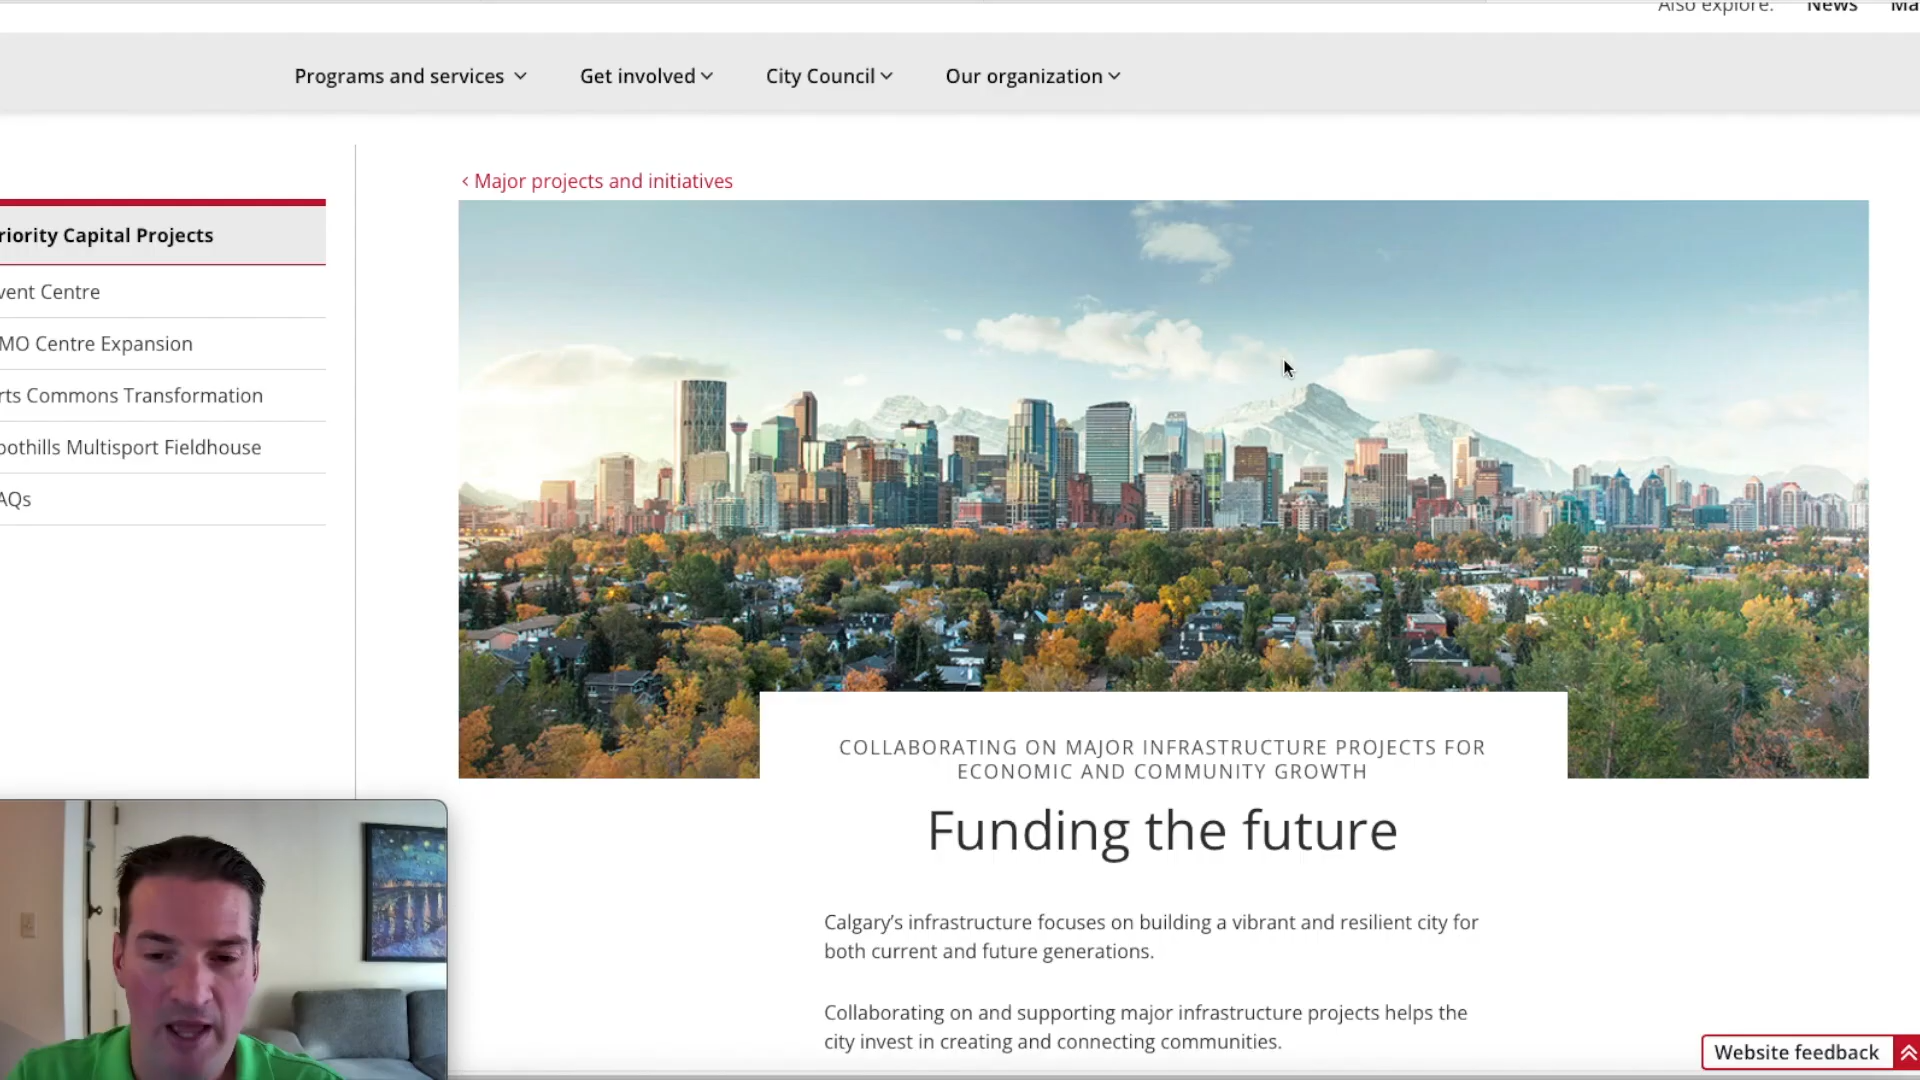 Also explore: News Ma
Programs and services Get involved City Council Our organization
‹ Major projects and initiatives
riority Capital Projects
vent Centre
MO Centre Expansion
rts Commons Transformation
oothills Multisport Fieldhouse
AQs
COLLABORATING ON MAJOR INFRASTRUCTURE PROJECTS FOR
ECONOMIC AND COMMUNITY GROWTH
Funding the future
Calgary’s infrastructure focuses on building a vibrant and resilient city for
both current and future generations.
Collaborating on and supporting major infrastructure projects helps the
city invest in creating and connecting communities.
Website feedback